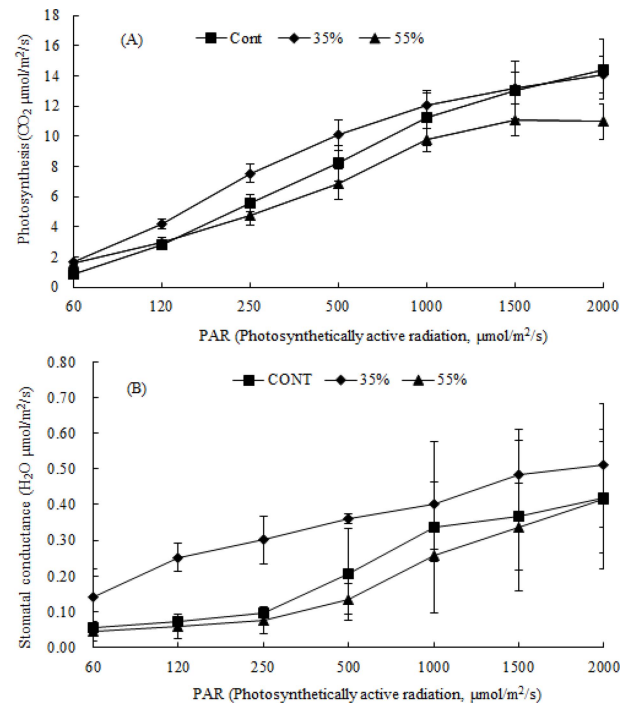 (A)
Cont 35% 55%
Photosynthesis (CO₂ μmol/m²/s)
18
16
14
12
10
8
6
4
2
0
60 120 250 500 1000 1500 2000
PAR (Photosynthetically active radiation, μmol/m²/s)
(B)
CONT 35% 55%
Stomatal conductance (H₂O μmol/m²/s)
0.80
0.70
0.60
0.50
0.40
0.30
0.20
0.10
0.00
60 120 250 500 1000 1500 2000
PAR (Photosynthetically active radiation, μmol/m²/s)